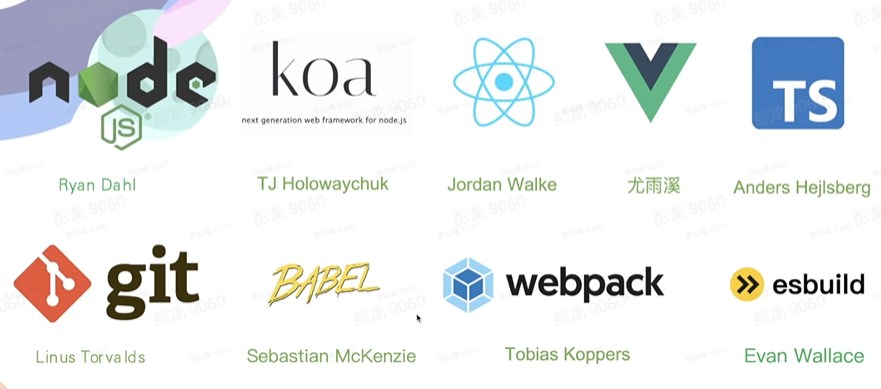 node
JS
koa
next generation web framework for node.js
TS
Ryan Dahl
TJ Holowaychuk
Jordan Walke
尤雨溪
Anders Hejlsberg
git
BABEL
webpack
esbuild
Linus Torvalds
Sebastian McKenzie
Tobias Koppers
Evan Wallace
彭龙 9060